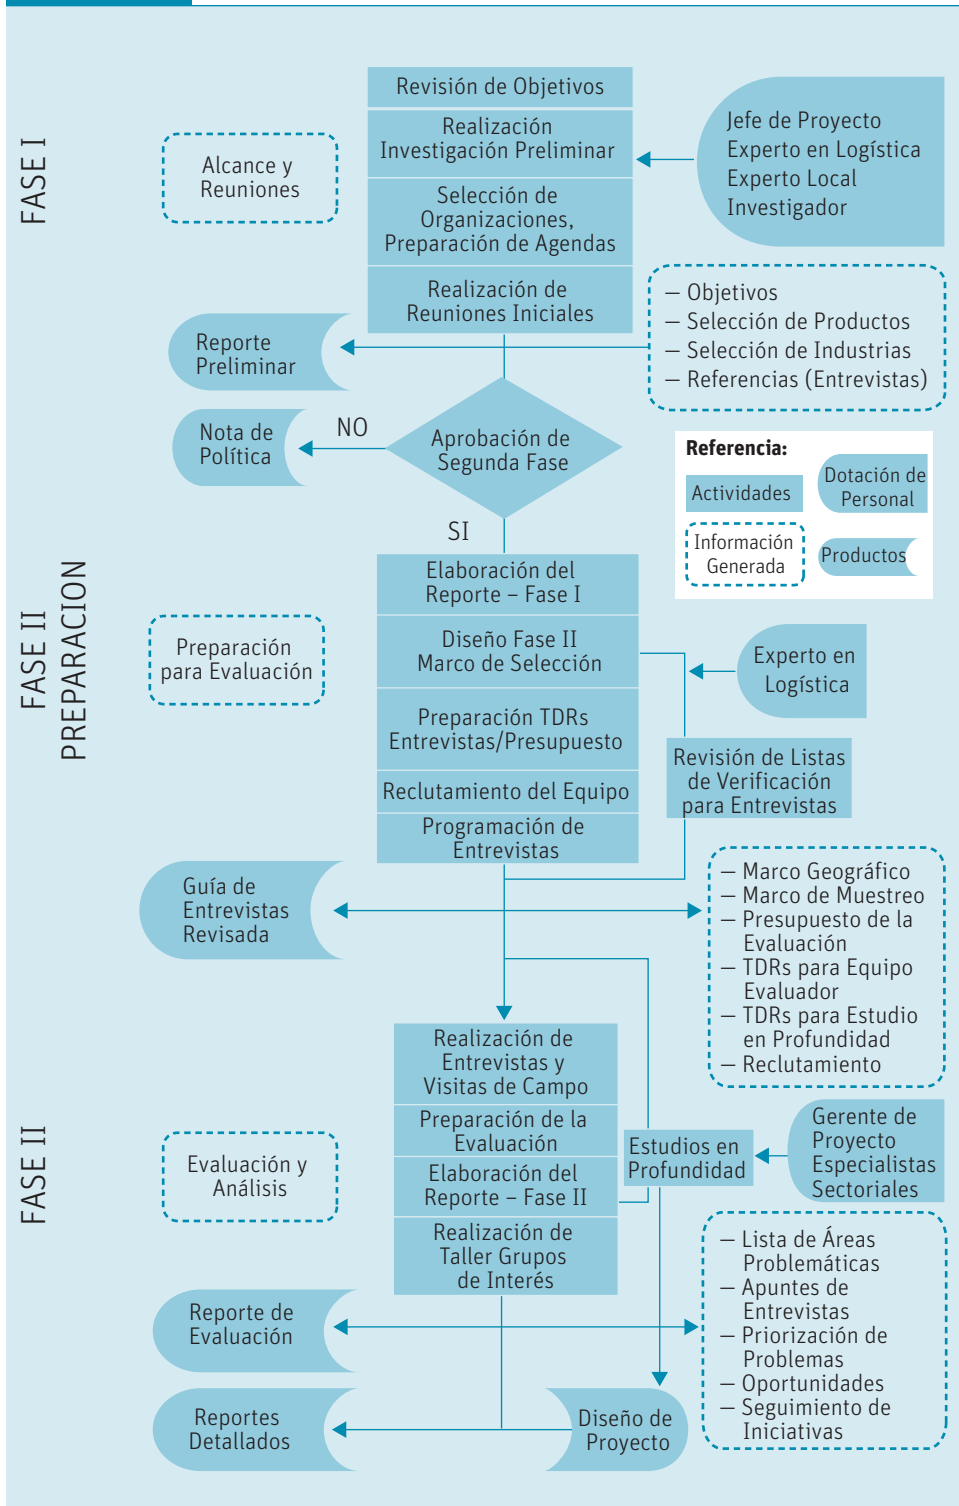 FASE I
Alcance y
Reuniones
Revisión de Objetivos
Realización
Investigación Preliminar
Selección de
Organizaciones,
Preparación de Agendas
Realización de
Reuniones Iniciales
Jefe de Proyecto
Experto en Logística
Experto Local
Investigador
— Objetivos
— Selección de Productos
— Selección de Industrias
— Referencias (Entrevistas)
Reporte
Preliminar
Nota de
Política
NO
Aprobación de
Segunda Fase
SI
Referencia:
Actividades
Dotación de
Personal
Información
Generada
Productos
FASE II
PREPARACION
Preparación
para Evaluación
Elaboración del
Reporte – Fase I
Diseño Fase II
Marco de Selección
Preparación TDRs
Entrevistas/Presupuesto
Reclutamiento del Equipo
Programación de
Entrevistas
Experto en
Logística
Revisión de Listas
de Verificación
para Entrevistas
Guía de
Entrevistas
Revisada
— Marco Geográfico
— Marco de Muestreo
— Presupuesto de la
Evaluación
— TDRs para Equipo
Evaluador
— TDRs para Estudio
en Profundidad
— Reclutamiento
FASE II
Evaluación y
Análisis
Realización de
Entrevistas y
Visitas de Campo
Preparación de la
Evaluación
Elaboración del
Reporte – Fase II
Realización de
Taller Grupos
de Interés
Estudios en
Profundidad
Gerente de
Proyecto
Especialistas
Sectoriales
— Lista de Áreas
Problemáticas
— Apuntes de
Entrevistas
— Priorización de
Problemas
— Oportunidades
— Seguimiento de
Iniciativas
Reporte de
Evaluación
Reportes
Detallados
Diseño de
Proyecto